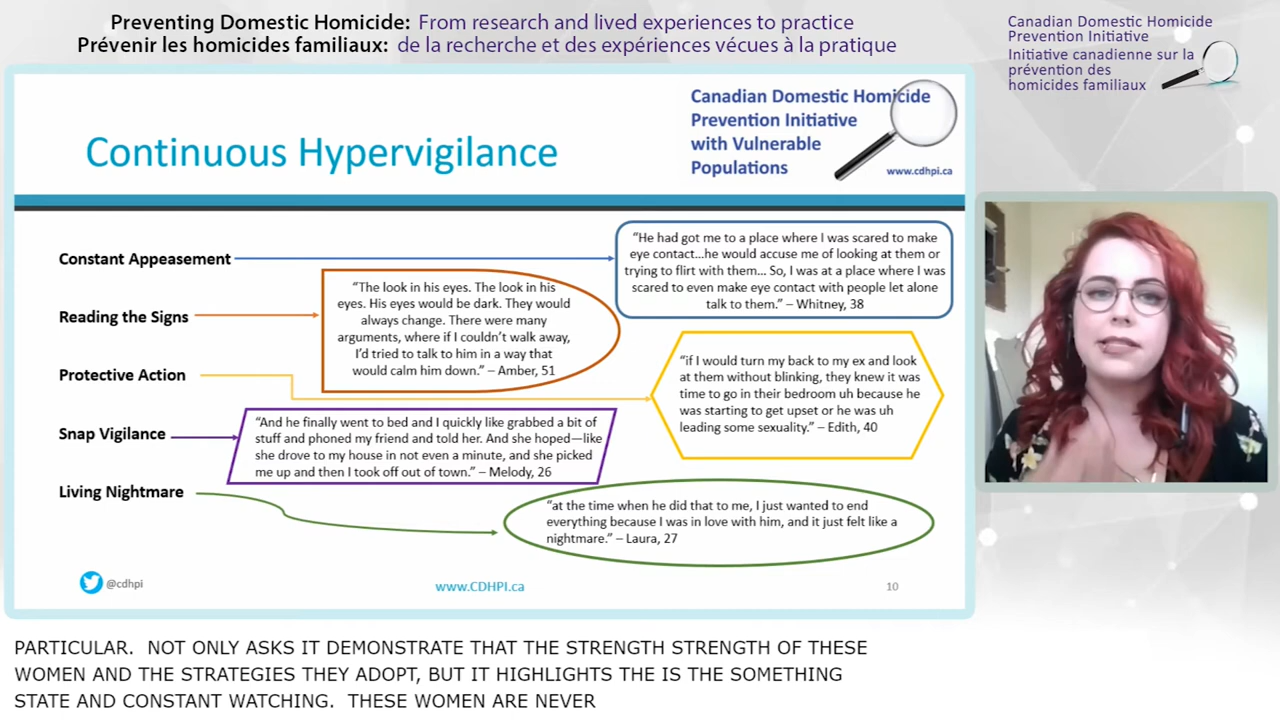 Preventing Domestic Homicide: From research and lived experiences to practice
Prévenir les homicides familiaux: de la recherche et des expériences vécues à la pratique
Canadian Domestic Homicide
Prevention Initiative
Initiative canadienne sur la
prévention des
homicides familiaux
Canadian Domestic Homicide
Prevention Initiative
with Vulnerable
Populations
www.cdhpi.ca
Continuous Hypervigilance
Constant Appeasement
“He had got me to a place where I was scared to make
eye contact…he would accuse me of looking at them or
trying to flirt with them… So, I was at a place where I was
scared to even make eye contact with people let alone
talk to them.” – Whitney, 38
Reading the Signs
“The look in his eyes. The look in his
eyes. His eyes would be dark. They would
always change. There were many
arguments, where if I couldn’t walk away,
I’d tried to talk to him in a way that
would calm him down.” – Amber, 51
Protective Action
“if I would turn my back to my ex and look
at them without blinking, they knew it was
time to go in their bedroom uh because he
was starting to get upset or he was uh
leading some sexuality.” – Edith, 40
Snap Vigilance
“And he finally went to bed and I quickly like grabbed a bit of
stuff and phoned my friend and told her. And she hoped—like
she drove to my house in not even a minute, and she picked
me up and then I took off out of town.” – Melody, 26
Living Nightmare
“at the time when he did that to me, I just wanted to end
everything because I was in love with him, and it just felt like a
nightmare.” – Laura, 27
@cdhpi
www.CDHPI.ca
10
PARTICULAR. NOT ONLY ASKS IT DEMONSTRATE THAT THE STRENGTH STRENGTH OF THESE
WOMEN AND THE STRATEGIES THEY ADOPT, BUT IT HIGHLIGHTS THE IS THE SOMETHING
STATE AND CONSTANT WATCHING. THESE WOMEN ARE NEVER